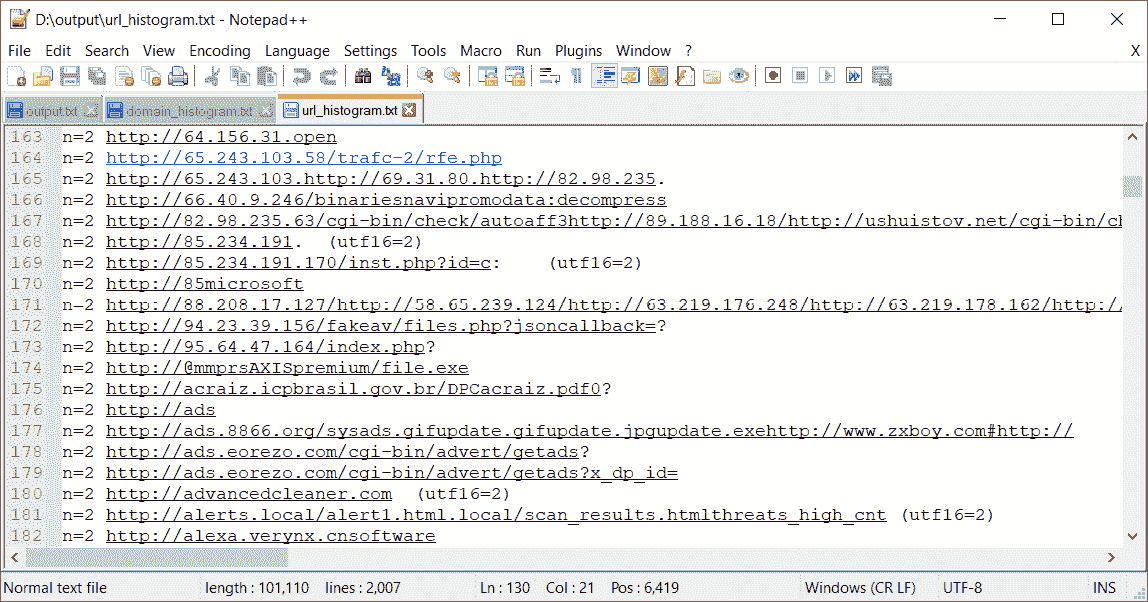 D:\output\url_histogram.txt - Notepad++
File Edit Search View Encoding Language Settings Tools Macro Run Plugins Window ? X
output.txt domain_histogram.txt url_histogram.txt
163 n=2 http://64.156.31.open
164 n=2 http://65.243.103.58/trafc-2/rfe.php
165 n=2 http://65.243.103.http://69.31.80.http://82.98.235.
166 n=2 http://66.40.9.246/binariesnavipromodata:decompress
167 n=2 http://82.98.235.63/cgi-bin/check/autoaff3http://89.188.16.18/http://ushuistov.net/cgi-bin/ch
168 n=2 http://85.234.191. (utf16=2)
169 n=2 http://85.234.191.170/inst.php?id=c: (utf16=2)
170 n=2 http://85microsoft
171 n=2 http://88.208.17.127/http://58.65.239.124/http://63.219.176.248/http://63.219.178.162/http:/
172 n=2 http://94.23.39.156/fakeav/files.php?jsoncallback=?
173 n=2 http://95.64.47.164/index.php?
174 n=2 http://@mmprsAXISpremium/file.exe
175 n=2 http://acraiz.icpbrasil.gov.br/DPCacraiz.pdf0?
176 n=2 http://ads
177 n=2 http://ads.8866.org/sysads.gifupdate.gifupdate.jpgupdate.exehttp://www.zxboy.com#http://
178 n=2 http://ads.eorezo.com/cgi-bin/advert/getads?
179 n=2 http://ads.eorezo.com/cgi-bin/advert/getads?x_dp_id=
180 n=2 http://advancedcleaner.com (utf16=2)
181 n=2 http://alerts.local/alert1.html.local/scan_results.htmlthreats_high_cnt (utf16=2)
182 n=2 http://alexa.verynx.cnsoftware
Normal text file length : 101,110 lines : 2,007 Ln : 130 Col : 21 Pos : 6,419 Windows (CR LF) UTF-8 INS